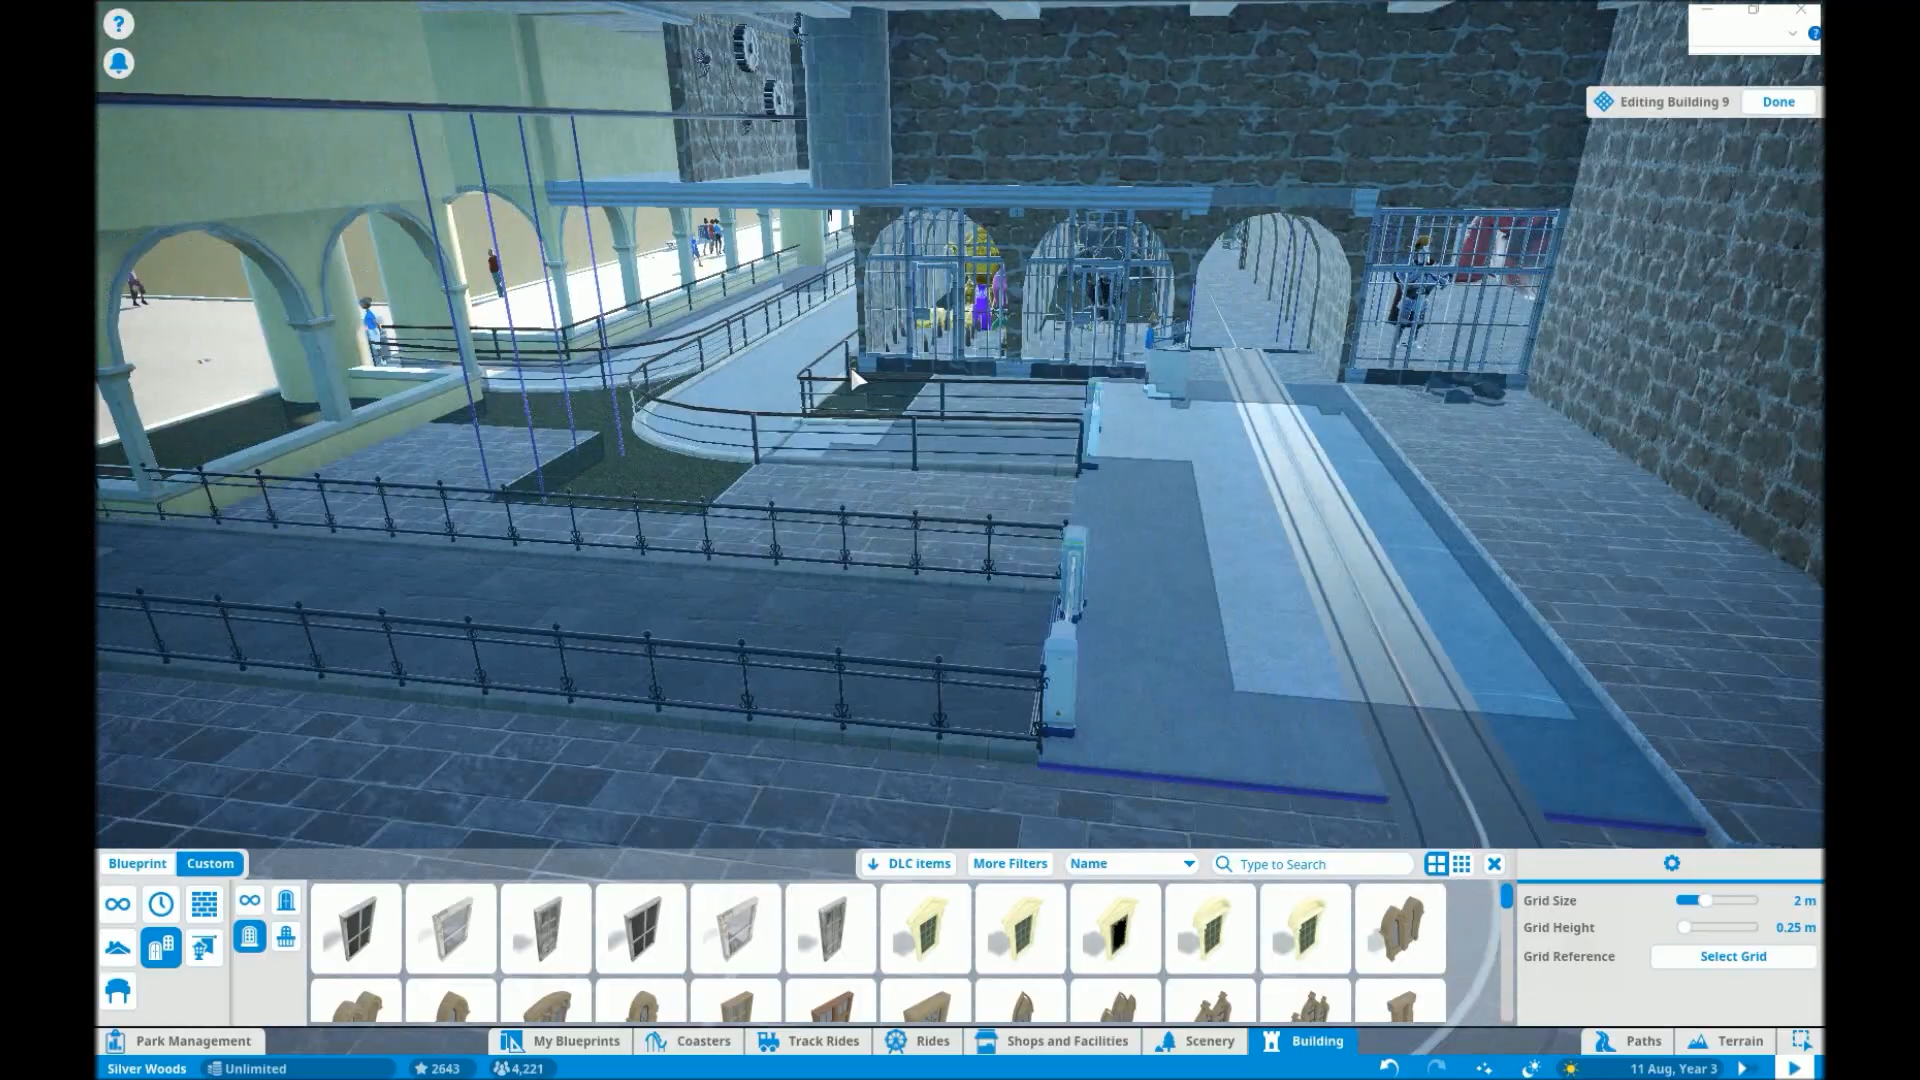 ?
?
Editing Building 9 Done
Blueprint Custom
DLC items More Filters Name Type to Search
Grid Size 2 m
Grid Height 0.25 m
Grid Reference Select Grid
Park Management My Blueprints Coasters Track Rides Rides Shops and Facilities Scenery Building Paths Terrain
Silver Woods Unlimited 2643 4,221 11 Aug, Year 3